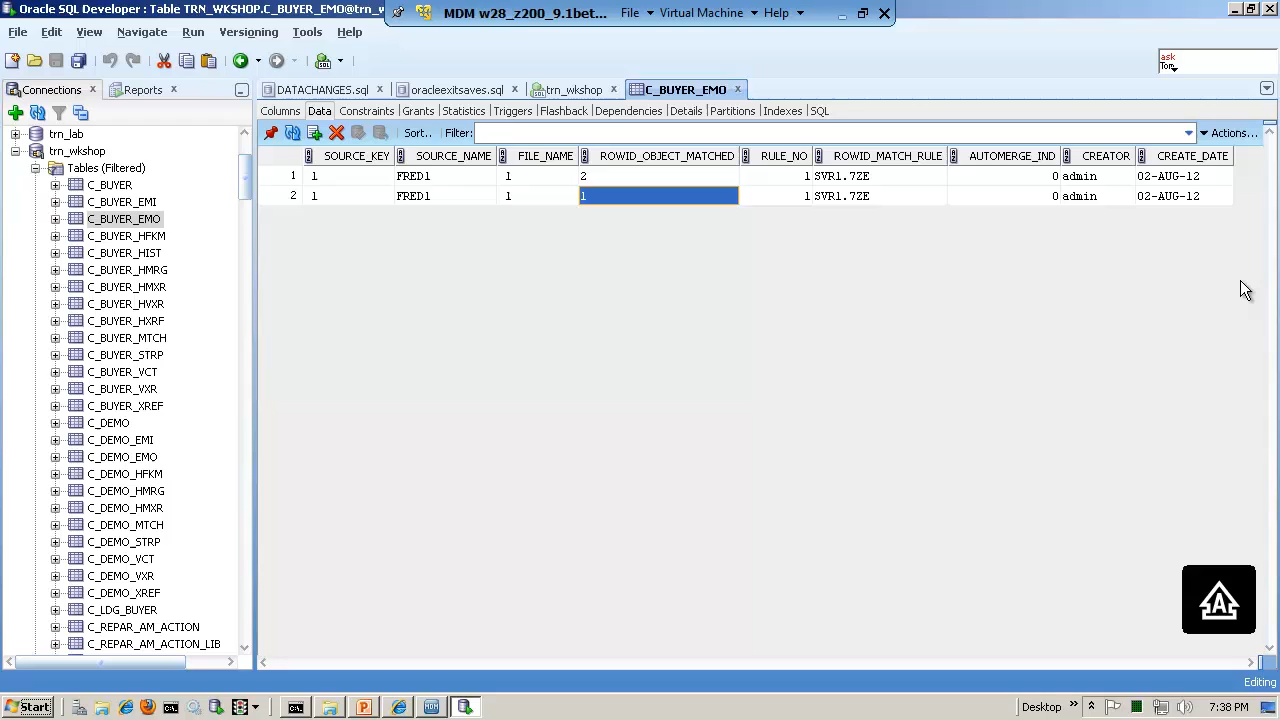 Oracle SQL Developer : Table TRN_WKSHOP.C_BUYER_EMO@trn_w
MDM w28_z200_9.1bet... File Virtual Machine Help
File Edit View Navigate Run Versioning Tools Help
ask
Tom
Connections Reports
DATACHANGES.sql oracleexitsaves.sql trn_wkshop C_BUYER_EMO
Columns Data Constraints Grants Statistics Triggers Flashback Dependencies Details Partitions Indexes SQL
Sort.. Filter: Actions...
SOURCE_KEY SOURCE_NAME FILE_NAME ROWID_OBJECT_MATCHED RULE_NO ROWID_MATCH_RULE AUTOMERGE_IND CREATOR CREATE_DATE
1 1 FRED1 1 2 1 SVR1.7ZE 0 admin 02-AUG-12
2 1 FRED1 1 1 1 SVR1.7ZE 0 admin 02-AUG-12
trn_lab
trn_wkshop
Tables (Filtered)
C_BUYER
C_BUYER_EMI
C_BUYER_EMO
C_BUYER_HFKM
C_BUYER_HIST
C_BUYER_HMRG
C_BUYER_HMXR
C_BUYER_HVXR
C_BUYER_HXRF
C_BUYER_MTCH
C_BUYER_STRP
C_BUYER_VCT
C_BUYER_VXR
C_BUYER_XREF
C_DEMO
C_DEMO_EMI
C_DEMO_EMO
C_DEMO_HFKM
C_DEMO_HMRG
C_DEMO_HMXR
C_DEMO_MTCH
C_DEMO_STRP
C_DEMO_VCT
C_DEMO_VXR
C_DEMO_XREF
C_LDG_BUYER
C_REPAR_AM_ACTION
C_REPAR_AM_ACTION_LIB
A
Editing
Start Desktop 7:38 PM